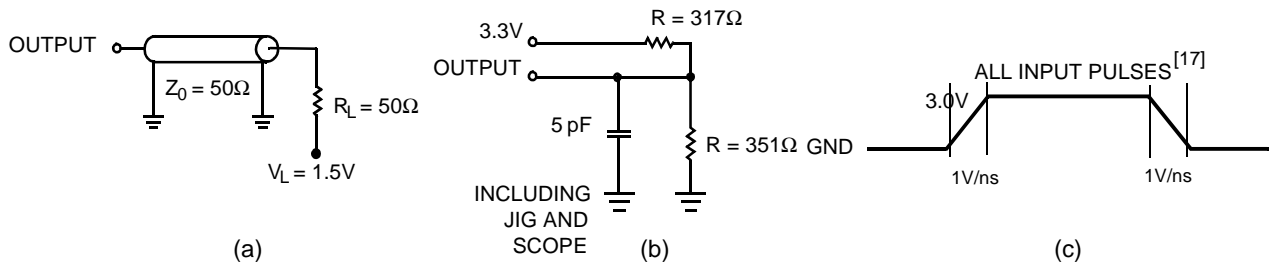 OUTPUT
Z0 = 50Ω
RL = 50Ω
VL = 1.5V
(a)
R = 317Ω
3.3V
OUTPUT
5 pF
R = 351Ω
INCLUDING
JIG AND
SCOPE
(b)
ALL INPUT PULSES[17]
3.0V
GND
1V/ns
1V/ns
(c)